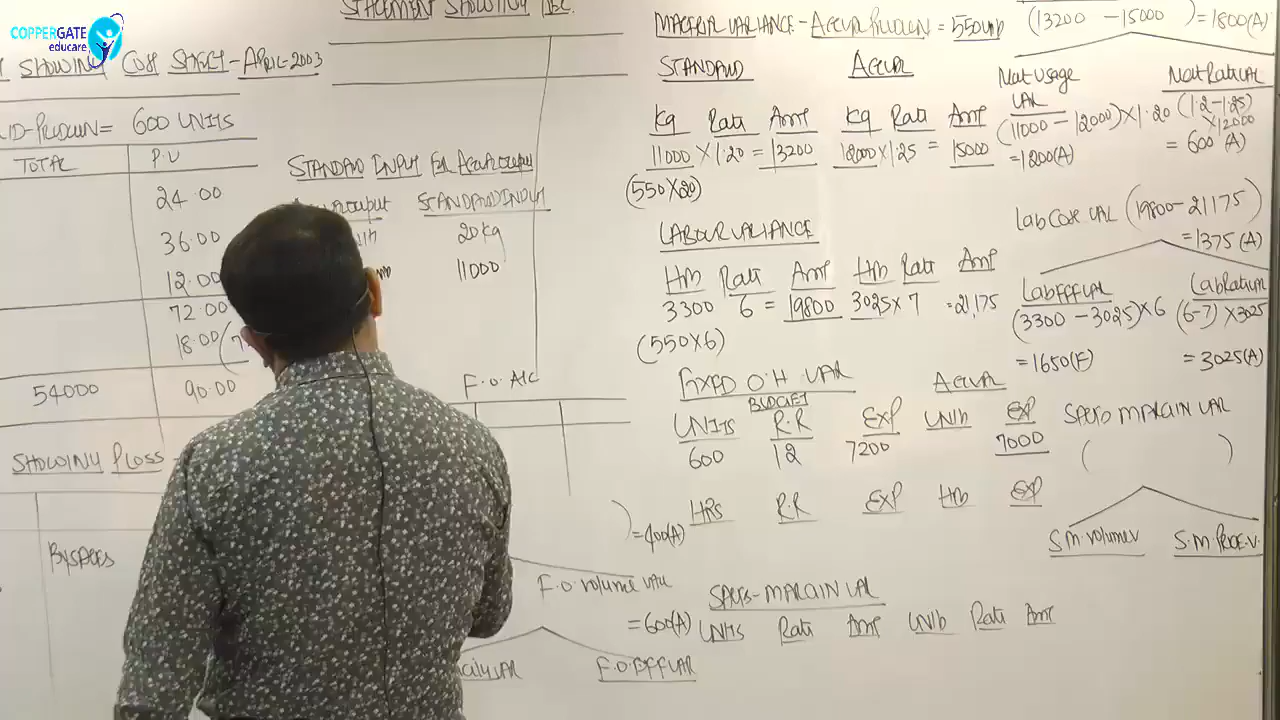 COPPERGATE
educare
STATEMENT SHOWING
SHOWING COST SHEET - APRIL-2003
= 600 UNITS
TOTAL P.U
24.00
36.00
12.00
72.00
18.00
54000 90.00
SHOWING PLOSS
BY SALES
STANDARD INPUT FOR ACTUAL OUTPUT
STANDARD INPUT
20 kg
11000
F.O. A/C
= 400(A)
F.O. VOLUME VAR
= 600(A)
F.O. EFF VAR
MATERIAL VARIANCE - ACTUAL PRODUCN = 550
STANDARD ACTUAL
Kg Rate Amt Kg Rate Amt
11000 × 1.20 = 13200 12000 × 1.25 = 15000
(550 × 20)
(13200 - 15000) = 1800(A)
Mat Usage VAR
(11000 - 12000) × 1.20
= 1200(A)
Mat Rate VAR
(1.2 - 1.25)
× 12000
= 600 (A)
LABOUR VARIANCE
Hrs Rate Amt Hrs Rate Amt
3300 6 = 19800 3025 × 7 = 21,175
(550 × 6)
Lab Cost VAR (19800 - 21175)
= 1375 (A)
Lab Eff VAR
(3300 - 3025) × 6
= 1650 (F)
Lab Rate VAR
(6-7) × 3025
= 3025(A)
FIXED O.H VAR
BUDGET ACTUAL
UNITS R.R EXP UNITS EXP
600 12 7200 7000
HRS R.R EXP Hrs EXP
SALES MARGIN VAR
( )
S.M. VOLUME V S.M. PRICE.V.
SALES-MARGIN VAR
UNITS Rate Amt Units Rate Amt